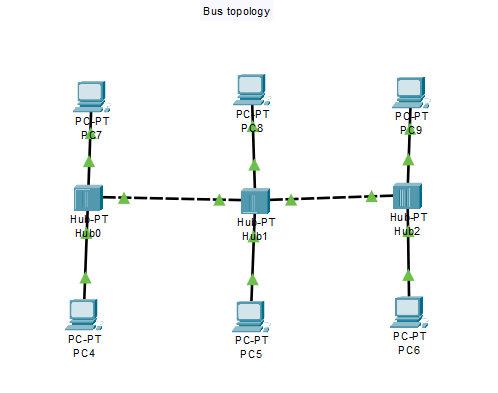 Bus topology
PC-PT
PC7
PC-PT
PC8
PC-PT
PC9
Hub-PT
Hub0
Hub-PT
Hub1
Hub-PT
Hub2
PC-PT
PC4
PC-PT
PC5
PC-PT
PC6